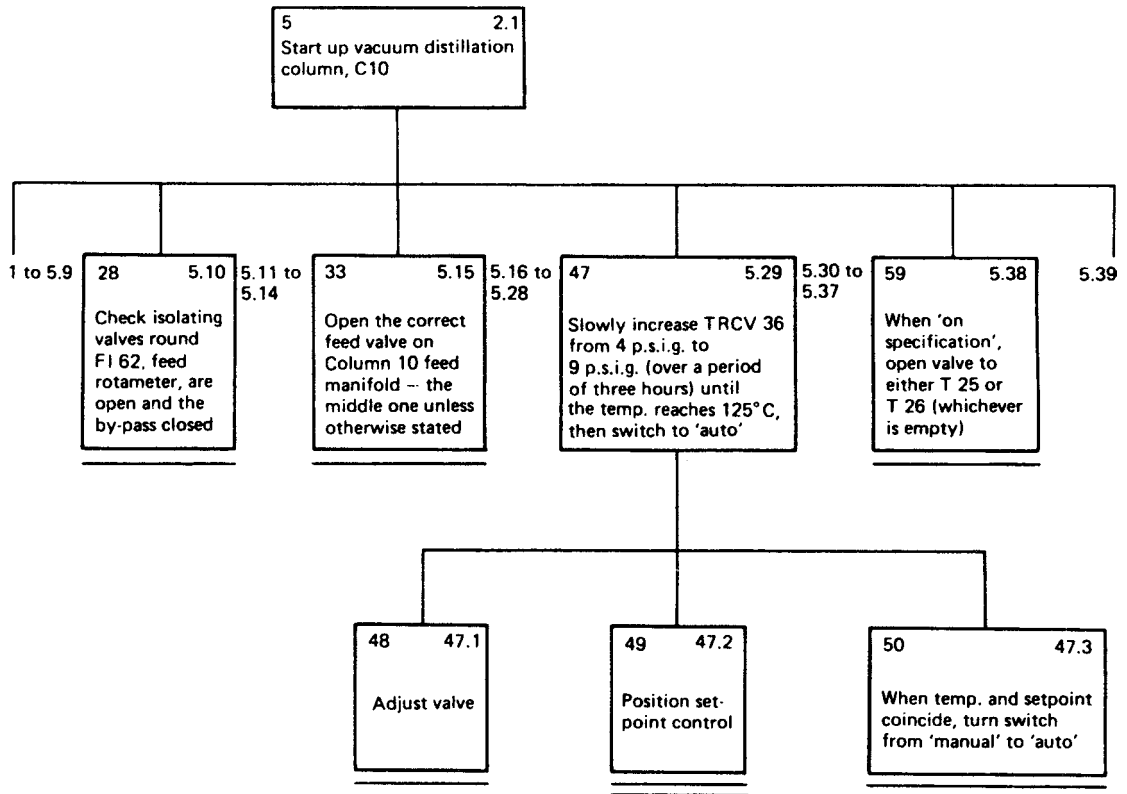 5 2.1
Start up vacuum distillation
column, C10
1 to 5.9
28 5.10
Check isolating
valves round
FI 62, feed
rotameter, are
open and the
by-pass closed
5.11 to
5.14
33 5.15
Open the correct
feed valve on
Column 10 feed
manifold -- the
middle one unless
otherwise stated
5.16 to
5.28
47 5.29
Slowly increase TRCV 36
from 4 p.s.i.g. to
9 p.s.i.g. (over a period
of three hours) until
the temp. reaches 125°C,
then switch to 'auto'
5.30 to
5.37
59 5.38
When 'on
specification',
open valve to
either T 25 or
T 26 (whichever
is empty)
5.39
48 47.1
Adjust valve
49 47.2
Position set-
point control
50 47.3
When temp. and setpoint
coincide, turn switch
from 'manual' to 'auto'